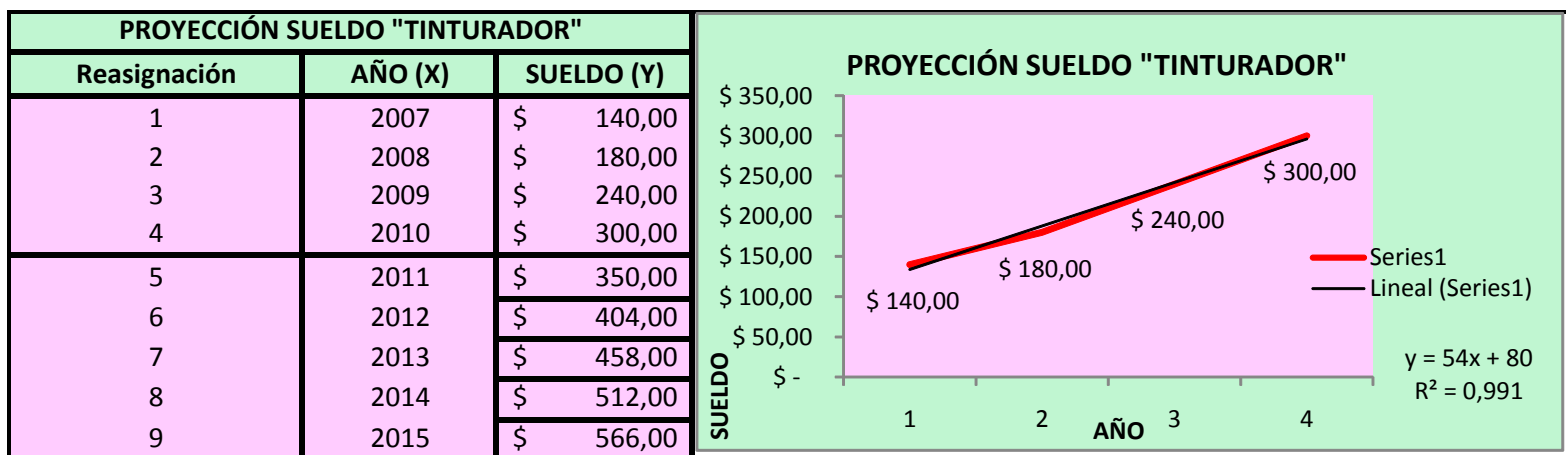 PROYECCIÓN SUELDO "TINTURADOR"
Reasignación AÑO (X) SUELDO (Y)
1 2007 $ 140,00
2 2008 $ 180,00
3 2009 $ 240,00
4 2010 $ 300,00
5 2011 $ 350,00
6 2012 $ 404,00
7 2013 $ 458,00
8 2014 $ 512,00
9 2015 $ 566,00
PROYECCIÓN SUELDO "TINTURADOR"
$ 350,00
$ 300,00
$ 250,00
$ 200,00
$ 150,00
$ 100,00
$ 50,00
$ -
SUELDO
$ 140,00
$ 180,00
$ 240,00
$ 300,00
Series1
Lineal (Series1)
y = 54x + 80
R² = 0,991
1 2 3 4
AÑO